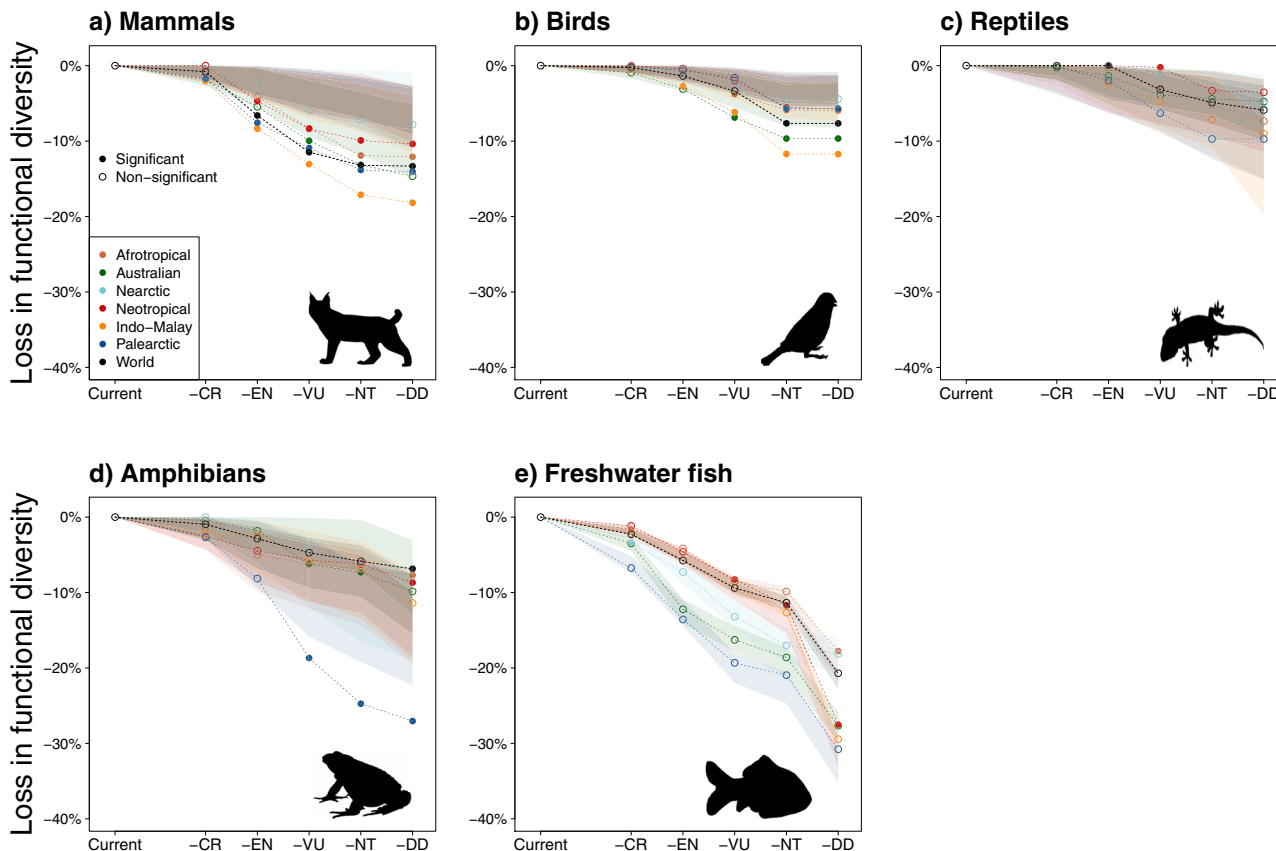 a) Mammals
b) Birds
c) Reptiles
Loss in functional diversity
0%
−10%
−20%
−30%
−40%
Significant
Non−significant
Afrotropical
Australian
Nearctic
Neotropical
Indo−Malay
Palearctic
World
Current −CR −EN −VU −NT −DD
0%
−10%
−20%
−30%
−40%
Current −CR −EN −VU −NT −DD
0%
−10%
−20%
−30%
−40%
Current −CR −EN −VU −NT −DD
d) Amphibians
e) Freshwater fish
Loss in functional diversity
0%
−10%
−20%
−30%
−40%
Current −CR −EN −VU −NT −DD
0%
−10%
−20%
−30%
−40%
Current −CR −EN −VU −NT −DD